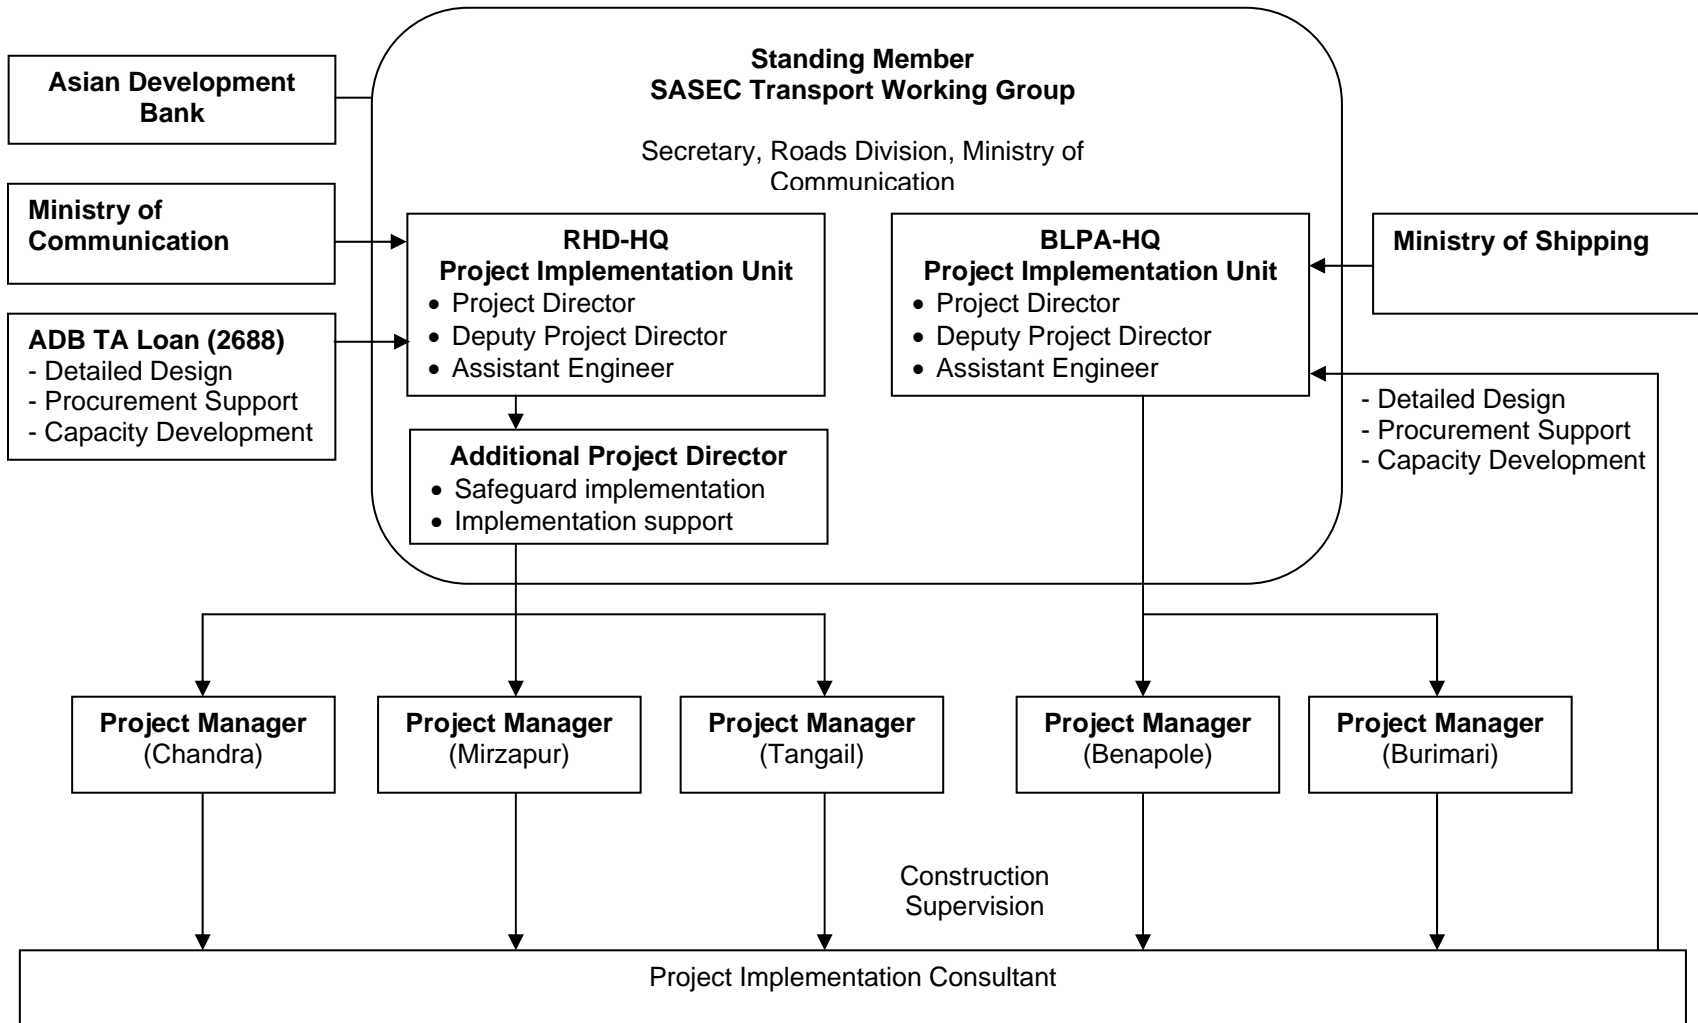 Standing Member
SASEC Transport Working Group
Secretary, Roads Division, Ministry of
Communication
Asian Development
Bank
Ministry of
Communication
ADB TA Loan (2688)
- Detailed Design
- Procurement Support
- Capacity Development
RHD-HQ
Project Implementation Unit
• Project Director
• Deputy Project Director
• Assistant Engineer
BLPA-HQ
Project Implementation Unit
• Project Director
• Deputy Project Director
• Assistant Engineer
Ministry of Shipping
- Detailed Design
- Procurement Support
- Capacity Development
Additional Project Director
• Safeguard implementation
• Implementation support
Project Manager
(Chandra)
Project Manager
(Mirzapur)
Project Manager
(Tangail)
Project Manager
(Benapole)
Project Manager
(Burimari)
Construction
Supervision
Project Implementation Consultant